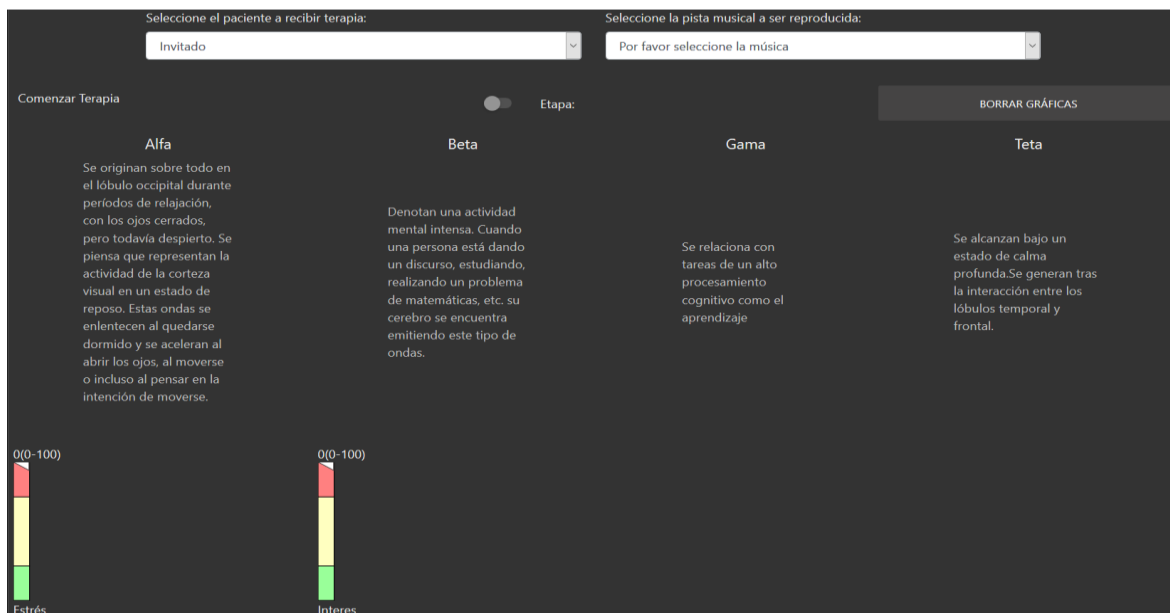 Seleccione el paciente a recibir terapia:
Seleccione la pista musical a ser reproducida:
Invitado
Por favor seleccione la música
Comenzar Terapia
Etapa:
BORRAR GRÁFICAS
Alfa
Se originan sobre todo en
el lóbulo occipital durante
períodos de relajación,
con los ojos cerrados,
pero todavía despierto. Se
piensa que representan la
actividad de la corteza
visual en un estado de
reposo. Estas ondas se
enlentecen al quedarse
dormido y se aceleran al
abrir los ojos, al moverse
o incluso al pensar en la
intención de moverse.
Beta
Denotan una actividad
mental intensa. Cuando
una persona está dando
un discurso, estudiando,
realizando un problema
de matemáticas, etc. su
cerebro se encuentra
emitiendo este tipo de
ondas.
Gama
Se relaciona con
tareas de un alto
procesamiento
cognitivo como el
aprendizaje
Teta
Se alcanzan bajo un
estado de calma
profunda.Se generan tras
la interacción entre los
lóbulos temporal y
frontal.
0(0-100)
Estrés
0(0-100)
Interes